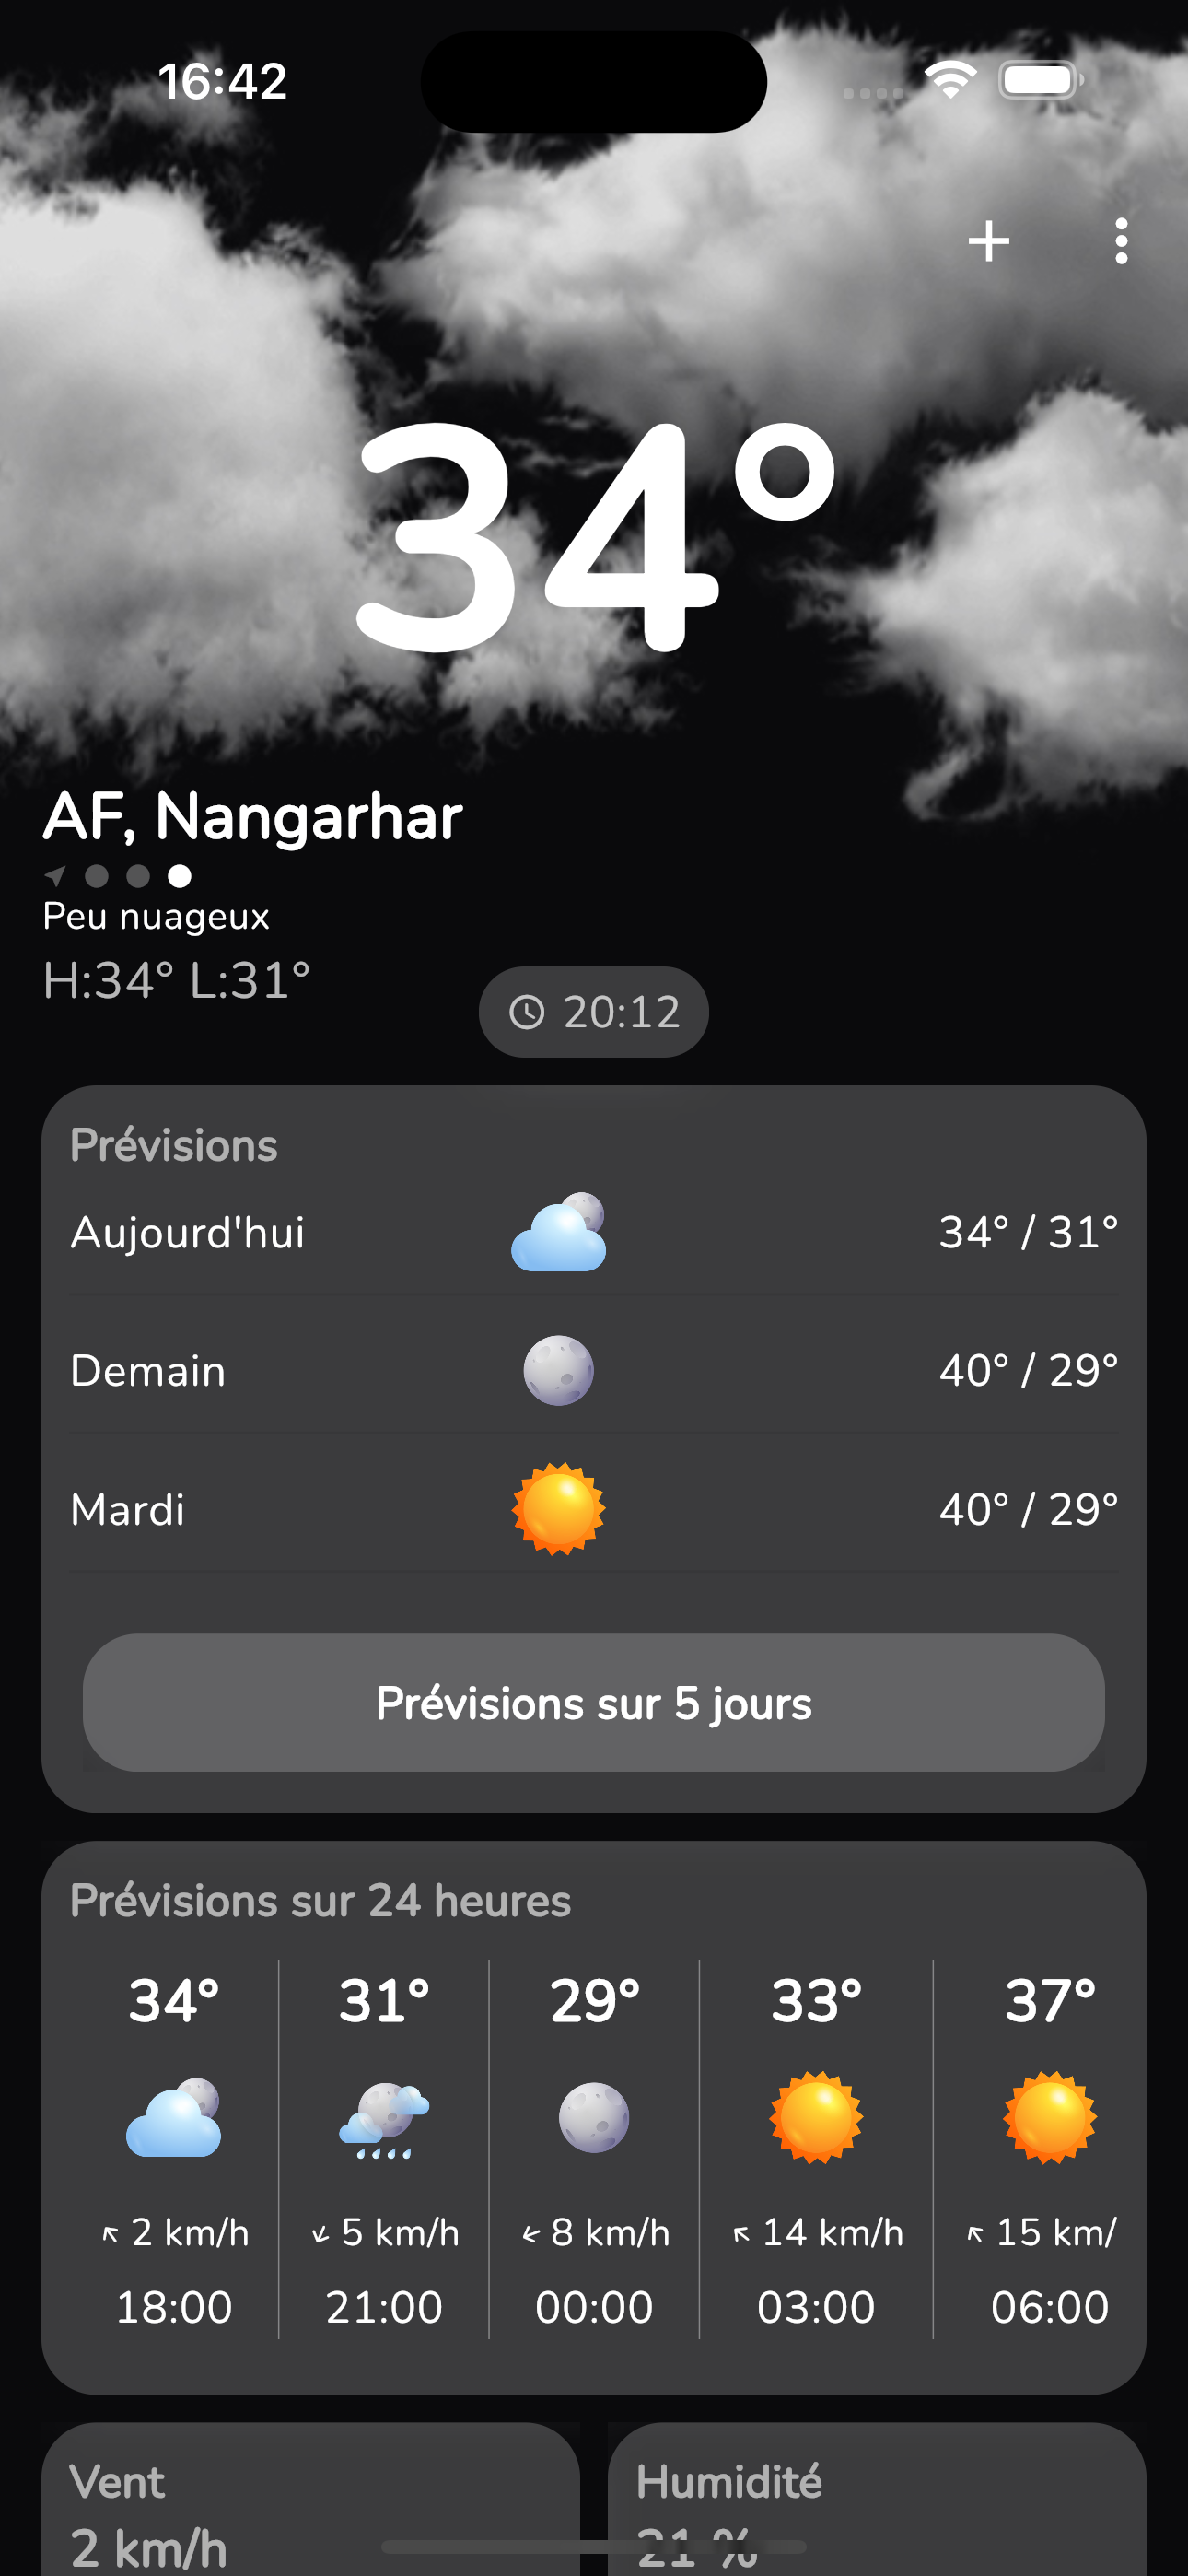 16:42
34°
AF, Nangarhar
Peu nuageux
H:34° L:31°
20:12
Prévisions
Aujourd'hui 34° / 31°
Demain 40° / 29°
Mardi 40° / 29°
Prévisions sur 5 jours
Prévisions sur 24 heures
34° 31° 29° 33° 37°
2 km/h 5 km/h 8 km/h 14 km/h 15 km/
18:00 21:00 00:00 03:00 06:00
Vent Humidité
2 km/h 21 %